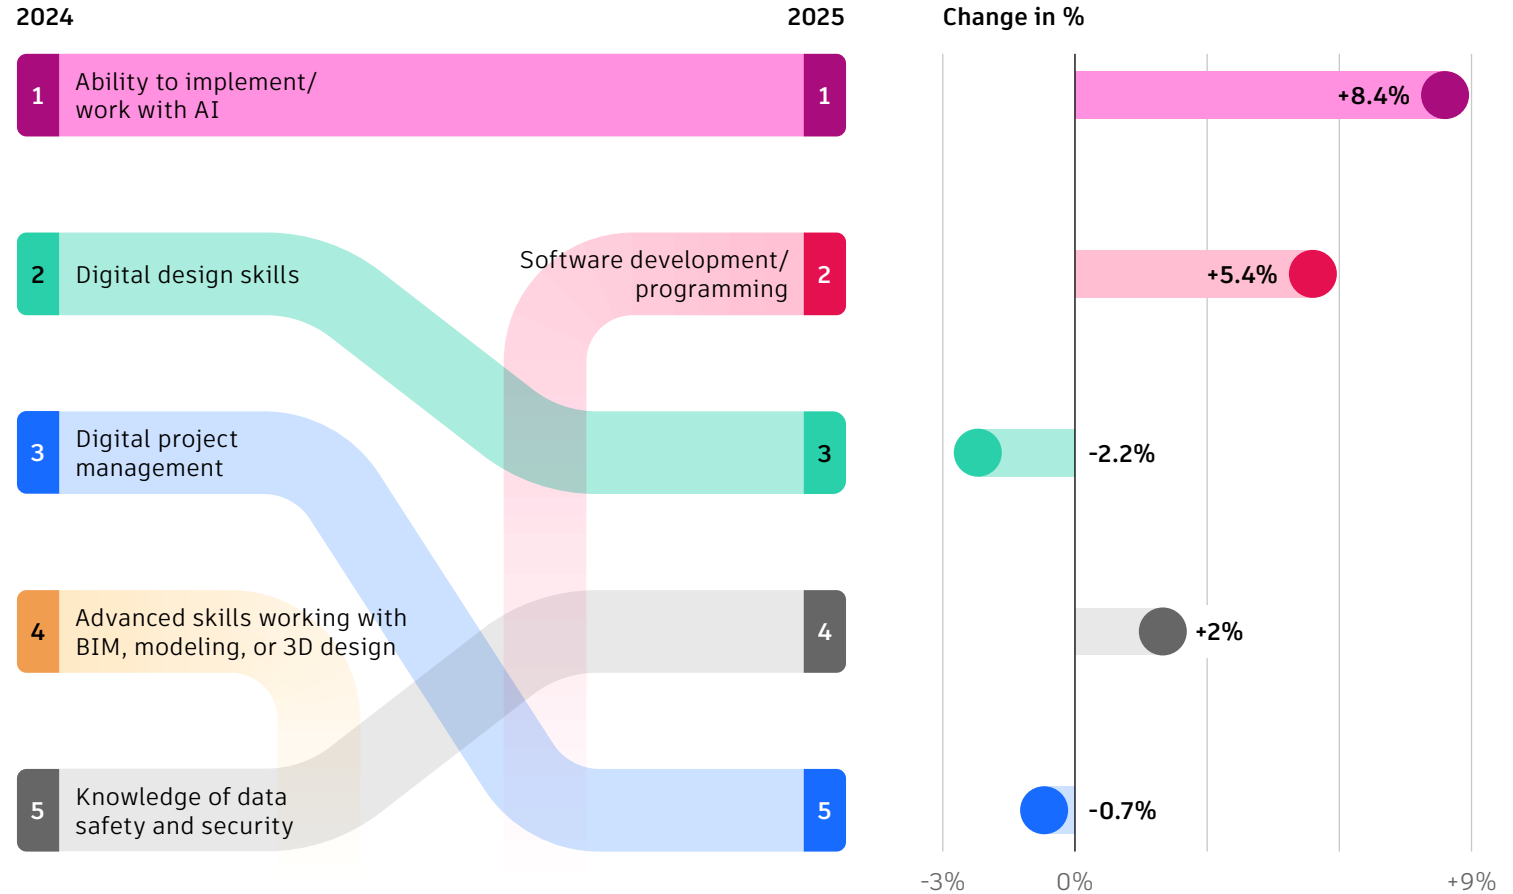 2024 2025 Change in %
1 Ability to implement/
work with AI 1 +8.4%
2 Digital design skills
Software development/
programming 2 +5.4%
3 Digital project
management 3 -2.2%
4 Advanced skills working with
BIM, modeling, or 3D design 4 +2%
5 Knowledge of data
safety and security 5 -0.7%
-3% 0% +9%